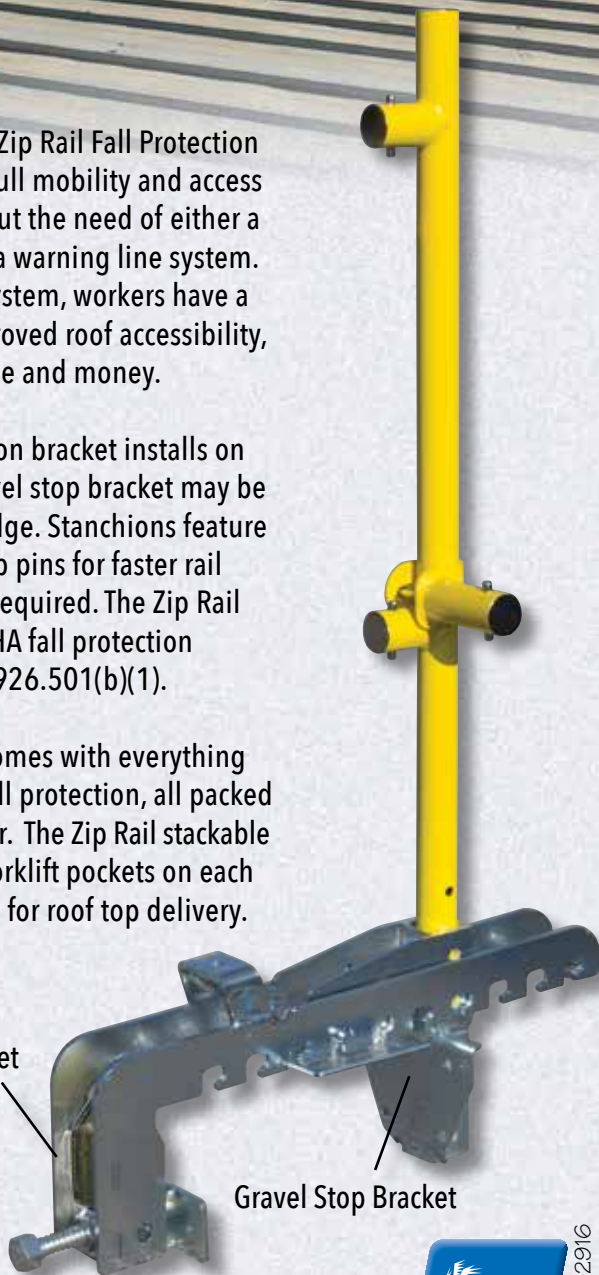 Zip Rail Fall Protection
ull mobility and access
ut the need of either a
a warning line system.
ystem, workers have a
roved roof accessibility,
e and money.
on bracket installs on
vel stop bracket may be
dge. Stanchions feature
p pins for faster rail
equired. The Zip Rail
HA fall protection
926.501(b)(1).
omes with everything
ll protection, all packed
r. The Zip Rail stackable
orklift pockets on each
for roof top delivery.
et
Gravel Stop Bracket
2916